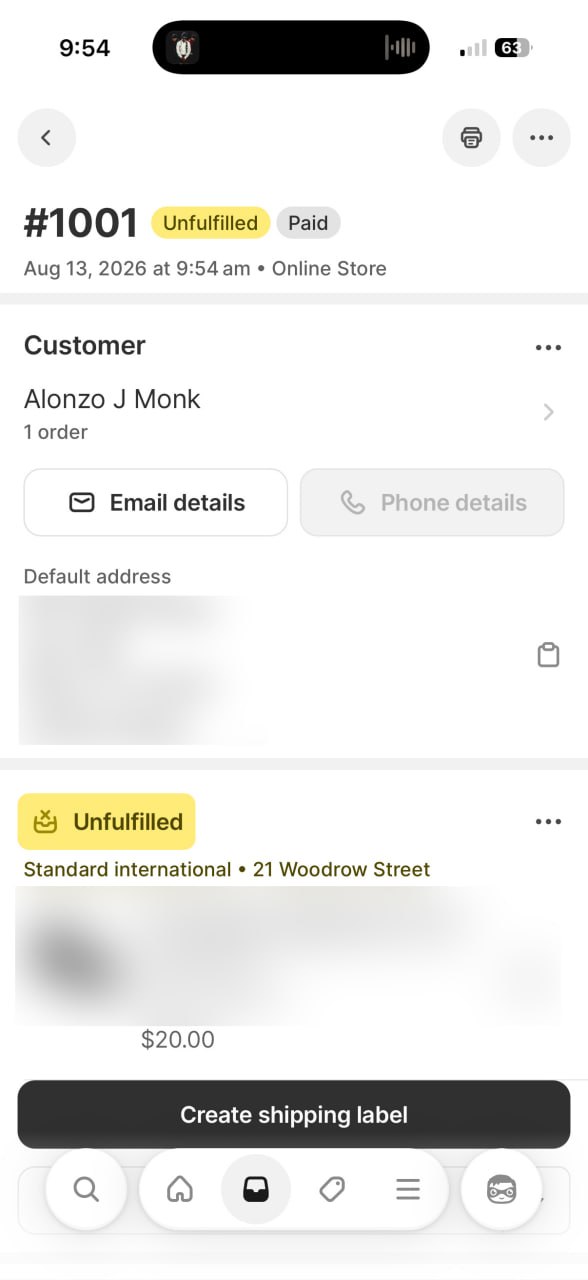 9:54
63
#1001 Unfulfilled Paid
Aug 13, 2026 at 9:54 am • Online Store
Customer
Alonzo J Monk
1 order
Email details Phone details
Default address
Unfulfilled
Standard international • 21 Woodrow Street
$20.00
Create shipping label